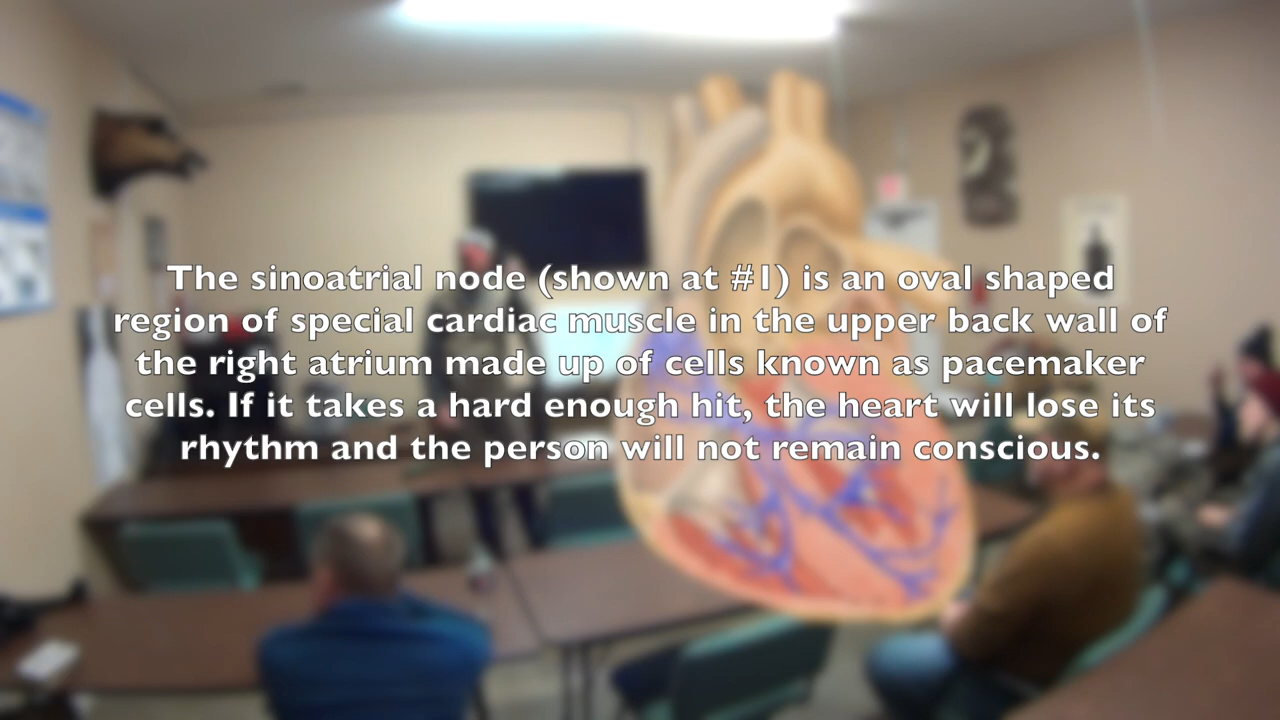 The sinoatrial node (shown at #1) is an oval shaped
region of special cardiac muscle in the upper back wall of
the right atrium made up of cells known as pacemaker
cells. If it takes a hard enough hit, the heart will lose its
rhythm and the person will not remain conscious.